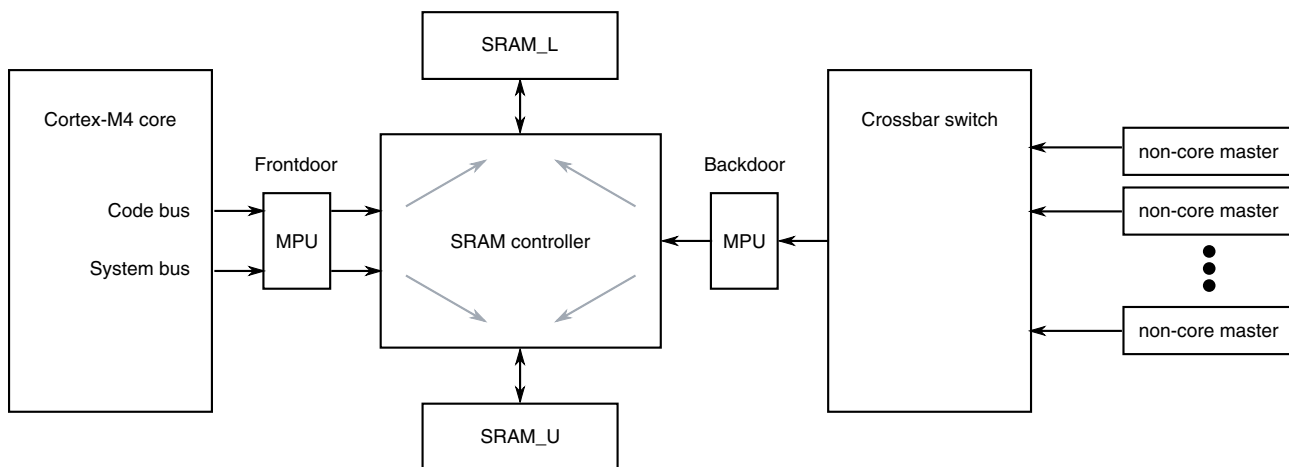 SRAM_L
Cortex-M4 core
Crossbar switch
non-core master
Frontdoor
Backdoor
Code bus
MPU
SRAM controller
MPU
non-core master
System bus
non-core master
SRAM_U